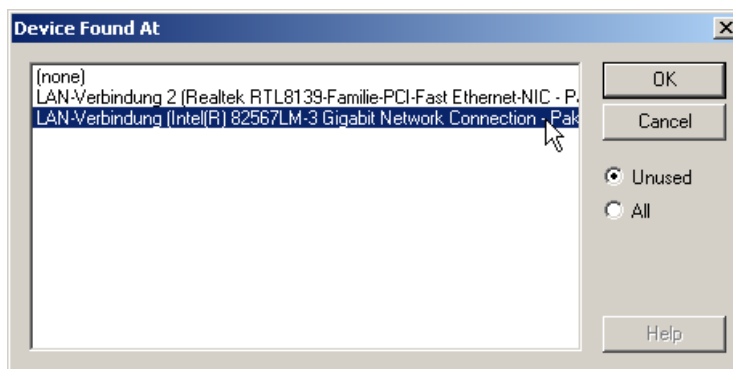 Device Found At
(none)
LAN-Verbindung 2 (Realtek RTL8139-Familie-PCI-Fast Ethernet-NIC - P
LAN-Verbindung (Intel(R) 82567LM-3 Gigabit Network Connection - Pak
OK
Cancel
Unused
All
Help